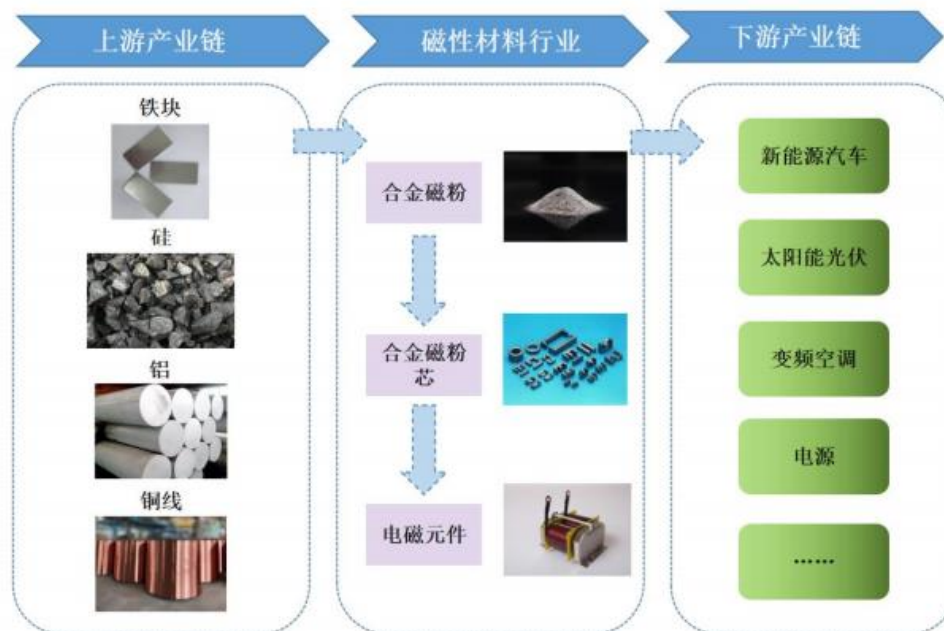 上游产业链
磁性材料行业
下游产业链
铁块
硅
铝
铜线
合金磁粉
合金磁粉
芯
电磁元件
新能源汽车
太阳能光伏
变频空调
电源
……